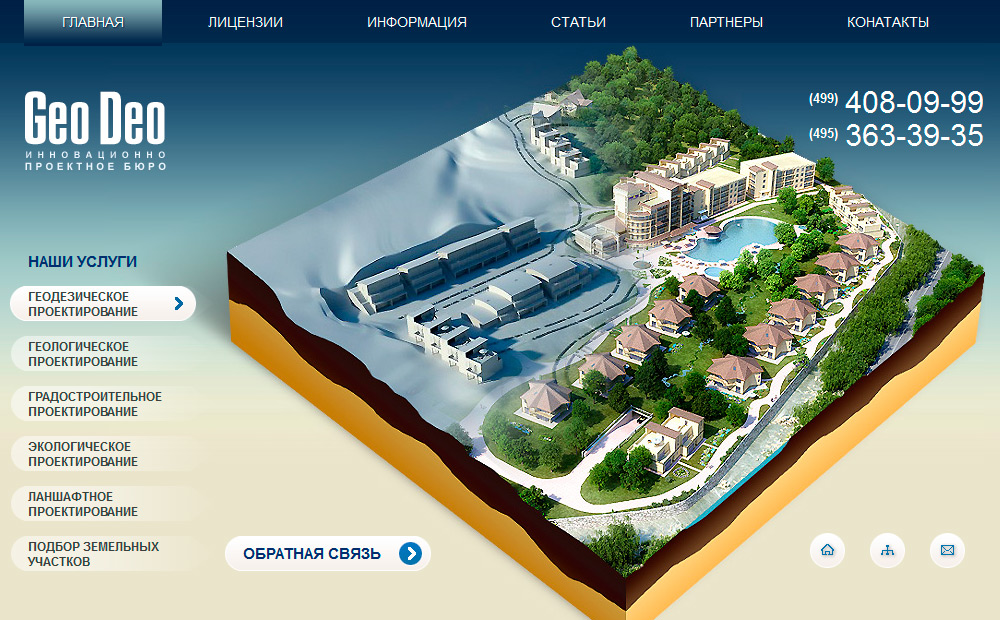 ГЛАВНАЯ ЛИЦЕНЗИИ ИНФОРМАЦИЯ СТАТЬИ ПАРТНЕРЫ КОНАТАКТЫ
Geo Deo
ИННОВАЦИОННО
ПРОЕКТНОЕ БЮРО
(499) 408-09-99
(495) 363-39-35
НАШИ УСЛУГИ
ГЕОДЕЗИЧЕСКОЕ
ПРОЕКТИРОВАНИЕ
ГЕОЛОГИЧЕСКОЕ
ПРОЕКТИРОВАНИЕ
ГРАДОСТРОИТЕЛЬНОЕ
ПРОЕКТИРОВАНИЕ
ЭКОЛОГИЧЕСКОЕ
ПРОЕКТИРОВАНИЕ
ЛАНШАФТНОЕ
ПРОЕКТИРОВАНИЕ
ПОДБОР ЗЕМЕЛЬНЫХ
УЧАСТКОВ
ОБРАТНАЯ СВЯЗЬ